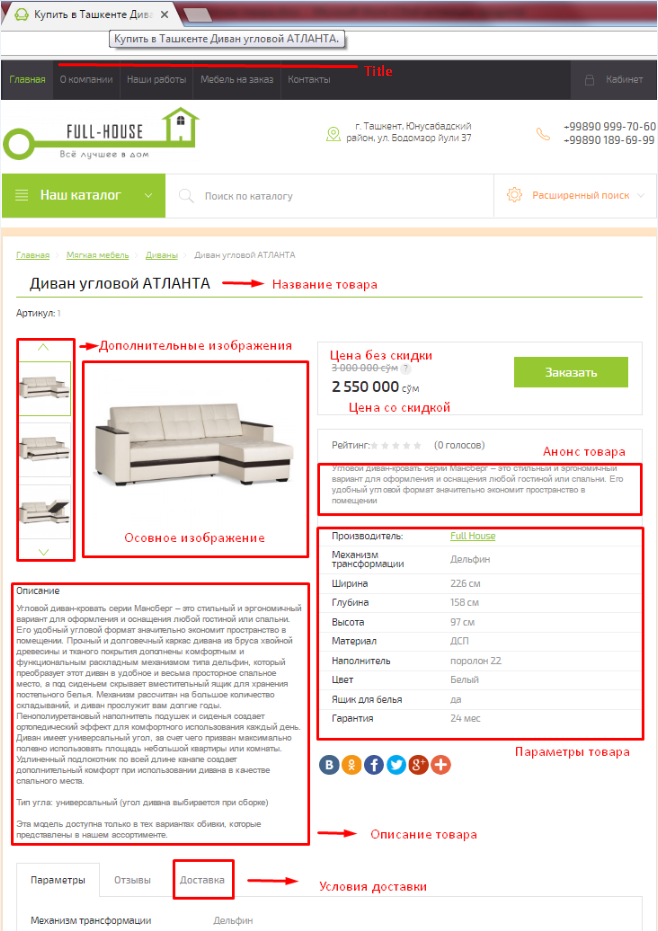 Купить в Ташкенте Дива
Купить в Ташкенте Диван угловой АТЛАНТА.
Title
Главная О компании Наши работы Мебель на заказ Контакты Кабинет
FULL-HOUSE
Всё лучшее в дом
г. Ташкент, Юнусабадский
район, ул. Бодомзор Йули 37
+99890 999-70-60
+99890 189-69-99
Наш каталог
Поиск по каталогу
Расширенный поиск
Главная Мягкая мебель Диваны Диван угловой АТЛАНТА
Диван угловой АТЛАНТА
Название товара
Артикул: 1
Дополнительные изображения
Осовное изображение
Цена без скидки
3 000 000 сўм ?
2 550 000 сўм
Цена со скидкой
Заказать
Рейтинг: (0 голосов)
Анонс товара
Угловой диван-кровать серии Мансберг – это стильный и эргономичный
вариант для оформления и оснащения любой гостиной или спальни. Его
удобный угловой формат значительно экономит пространство в
помещении
Производитель: Full House
Механизм
трансформации Дельфин
Ширина 226 см
Глубина 158 см
Высота 97 см
Материал ДСП
Наполнитель поролон 22
Цвет Белый
Ящик для белья да
Гарантия 24 мес
Параметры товара
Описание
Угловой диван-кровать серии Мансберг – это стильный и эргономичный
вариант для оформления и оснащения любой гостиной или спальни.
Его удобный угловой формат значительно экономит пространство в
помещении. Прочный и долговечный каркас дивана из бруса хвойной
древесины и тканого покрытия дополнены комфортным и
функциональным раскладным механизмом типа дельфин, который
преобразует этот диван в удобное и весьма просторное спальное
место, а под сиденьем скрывает вместительный ящик для хранения
постельного белья. Механизм рассчитан на большое количество
складываний, и диван прослужит вам долгие годы.
Пенополиуретановый наполнитель подушек и сиденья создает
ортопедический эффект для комфортного использования каждый день.
Диван имеет универсальный угол, за счет чего призван максимально
полезно использовать площадь небольшой квартиры или комнаты.
Удлиненный подлокотник по всей длине канапе создает
дополнительный комфорт при использовании дивана в качестве
спального места.
Тип угла: универсальный (угол дивана выбирается при сборке)
Эта модель доступна только в тех вариантах обивки, которые
представлены в нашем ассортименте.
Описание товара
Параметры Отзывы Доставка
Условия доставки
Механизм трансформации Дельфин